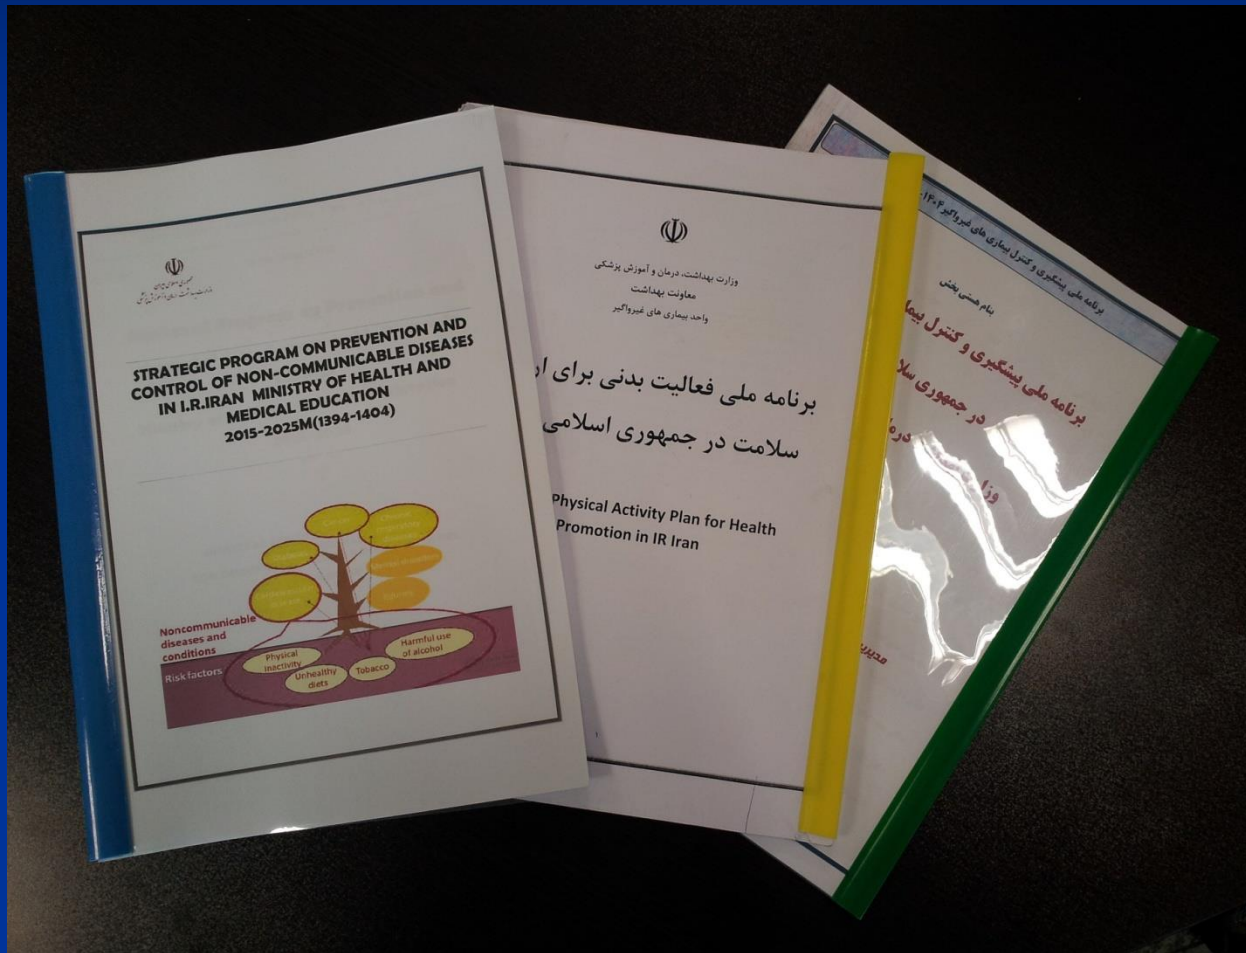 STRATEGIC PROGRAM ON PREVENTION AND
CONTROL OF NON-COMMUNICABLE DISEASES
IN I.R.IRAN MINISTRY OF HEALTH AND
MEDICAL EDUCATION
2015-2025M(1394-1404)
Noncommunicable
diseases and
conditions
Risk factors
Physical
inactivity
Unhealthy
diets
Tobacco
Harmful use
of alcohol
وزارت بهداشت، درمان و آموزش پزشکی
معاونت بهداشت
واحد بیماری های غیرواگیر
برنامه ملی فعالیت بدنی برای
سلامت در جمهوری اسلامی
Physical Activity Plan for Health
Promotion in IR Iran
برنامه ملی پیشگیری و کنترل بیماری های غیرواگیر
بنام هستی بخش
برنامه ملی پیشگیری و کنترل
در جمهوری